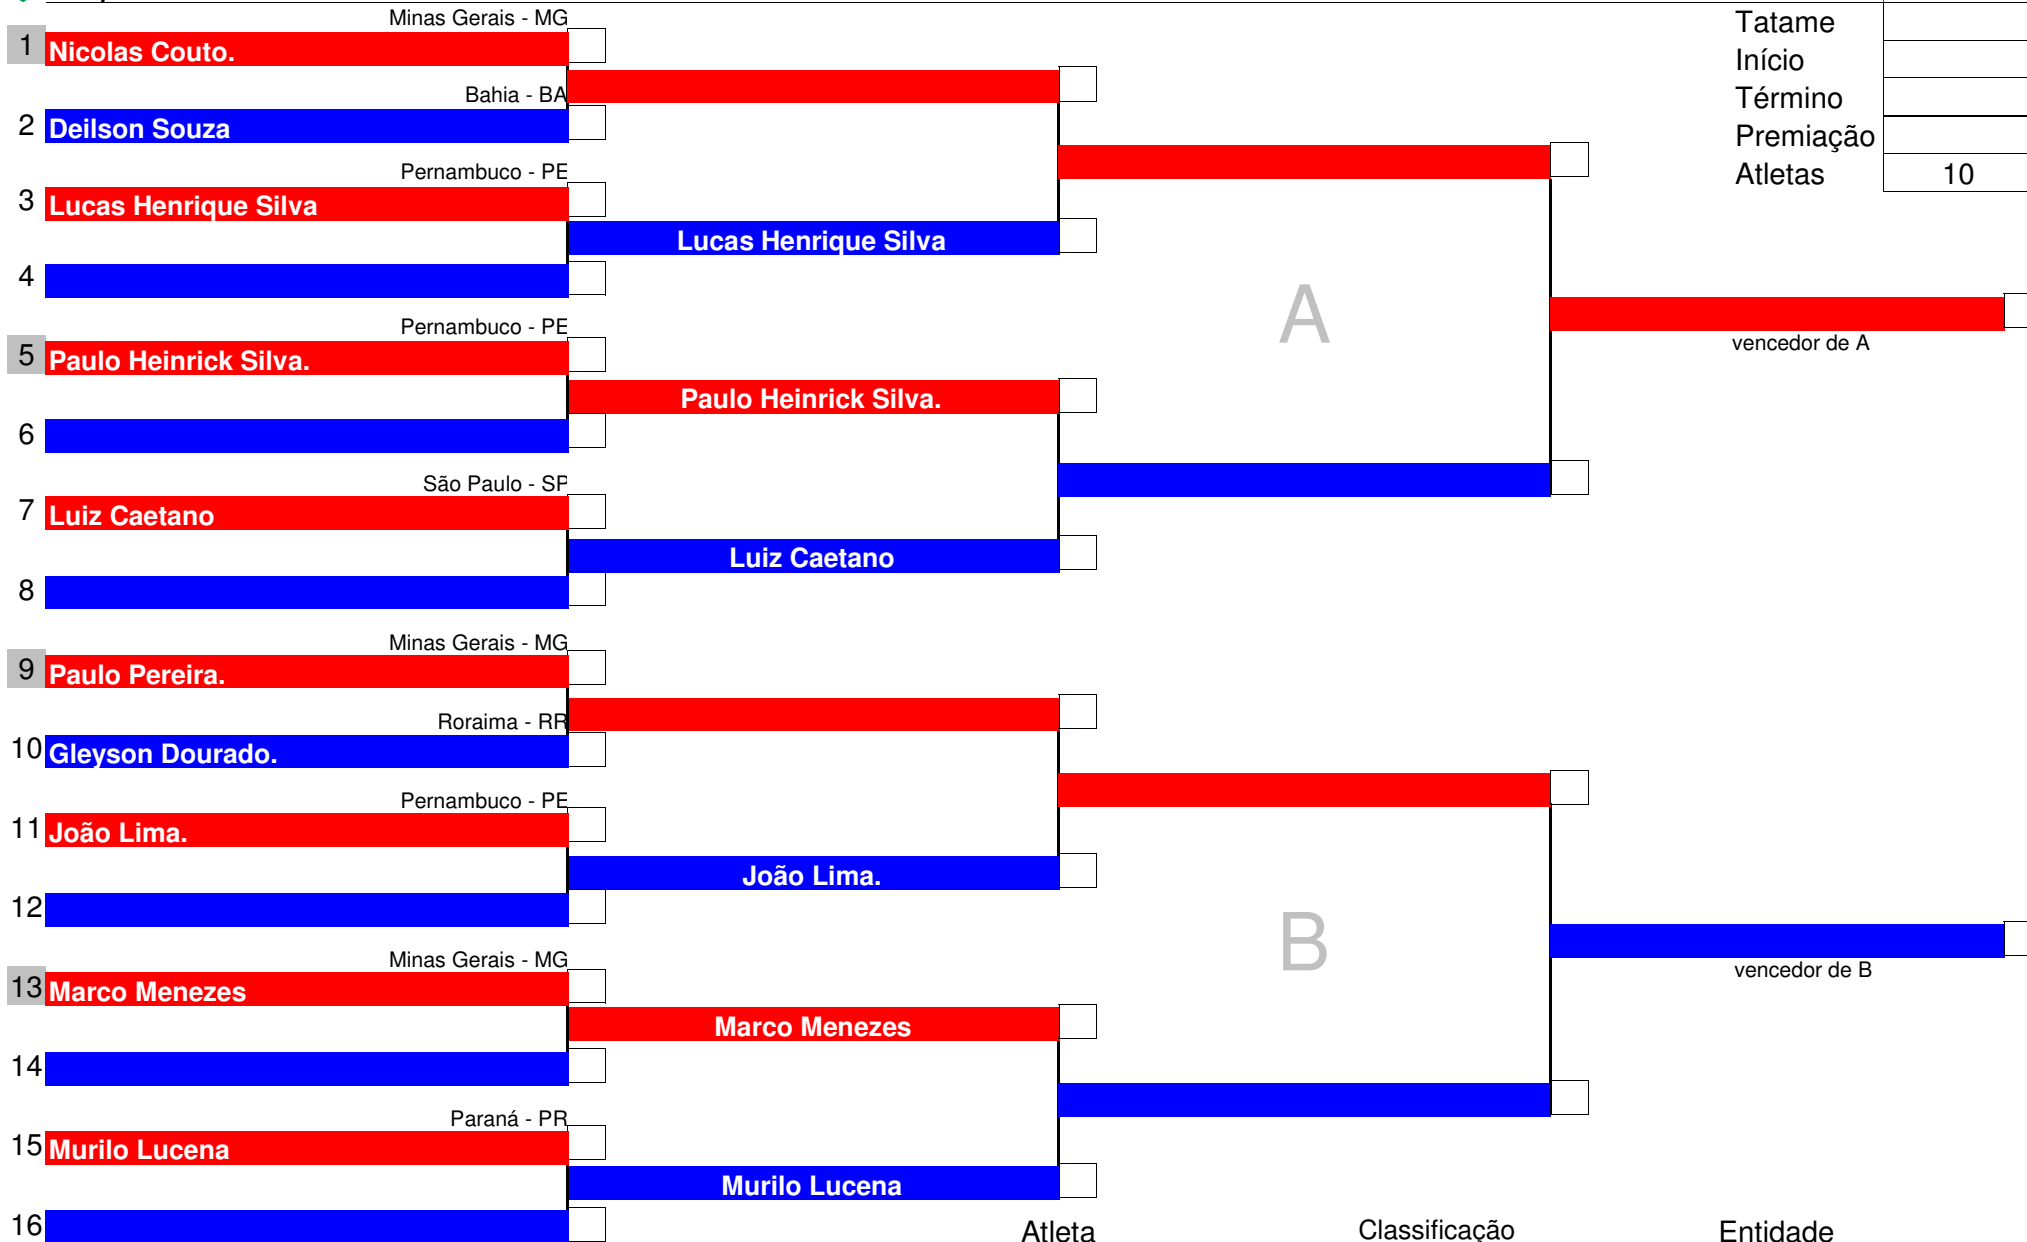 Minas Gerais - MG
1 Nicolas Couto.
Bahia - BA
2 Deilson Souza
Pernambuco - PE
3 Lucas Henrique Silva
Lucas Henrique Silva
4
Pernambuco - PE
5 Paulo Heinrick Silva.
Paulo Heinrick Silva.
6
São Paulo - SP
7 Luiz Caetano
Luiz Caetano
8
Minas Gerais - MG
9 Paulo Pereira.
Roraima - RR
10 Gleyson Dourado.
Pernambuco - PE
11 João Lima.
João Lima.
12
Minas Gerais - MG
13 Marco Menezes
Marco Menezes
14
Paraná - PR
15 Murilo Lucena
Murilo Lucena
16
A
B
vencedor de A
vencedor de B
Tatame
Início
Término
Premiação
Atletas 10
Atleta Classificação Entidade